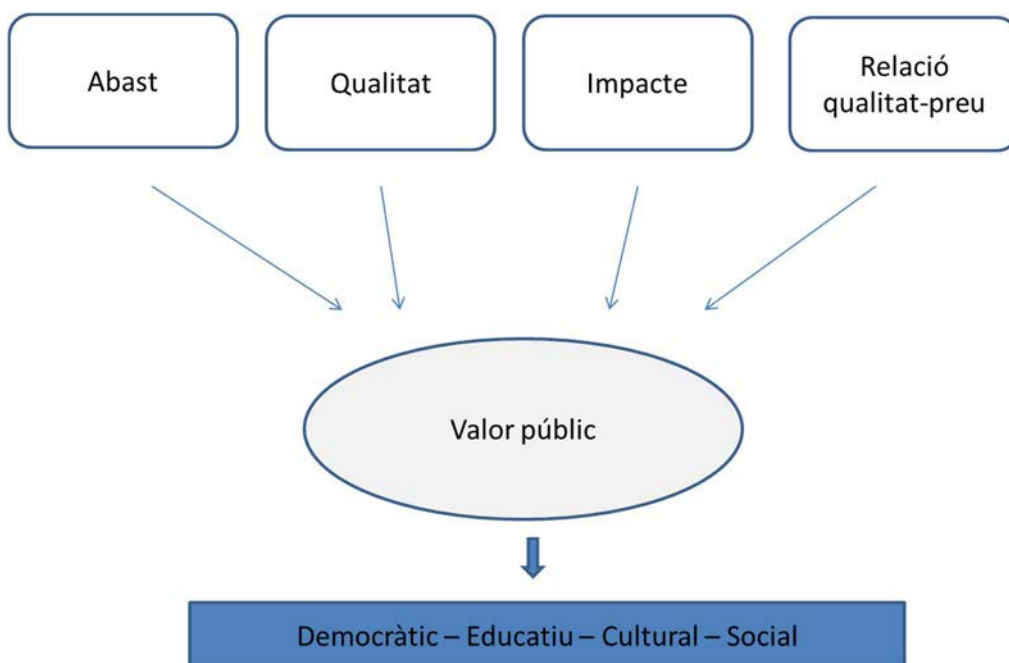 Abast
Qualitat
Impacte
Relació
qualitat-preu
Valor públic
Democràtic – Educatiu – Cultural – Social